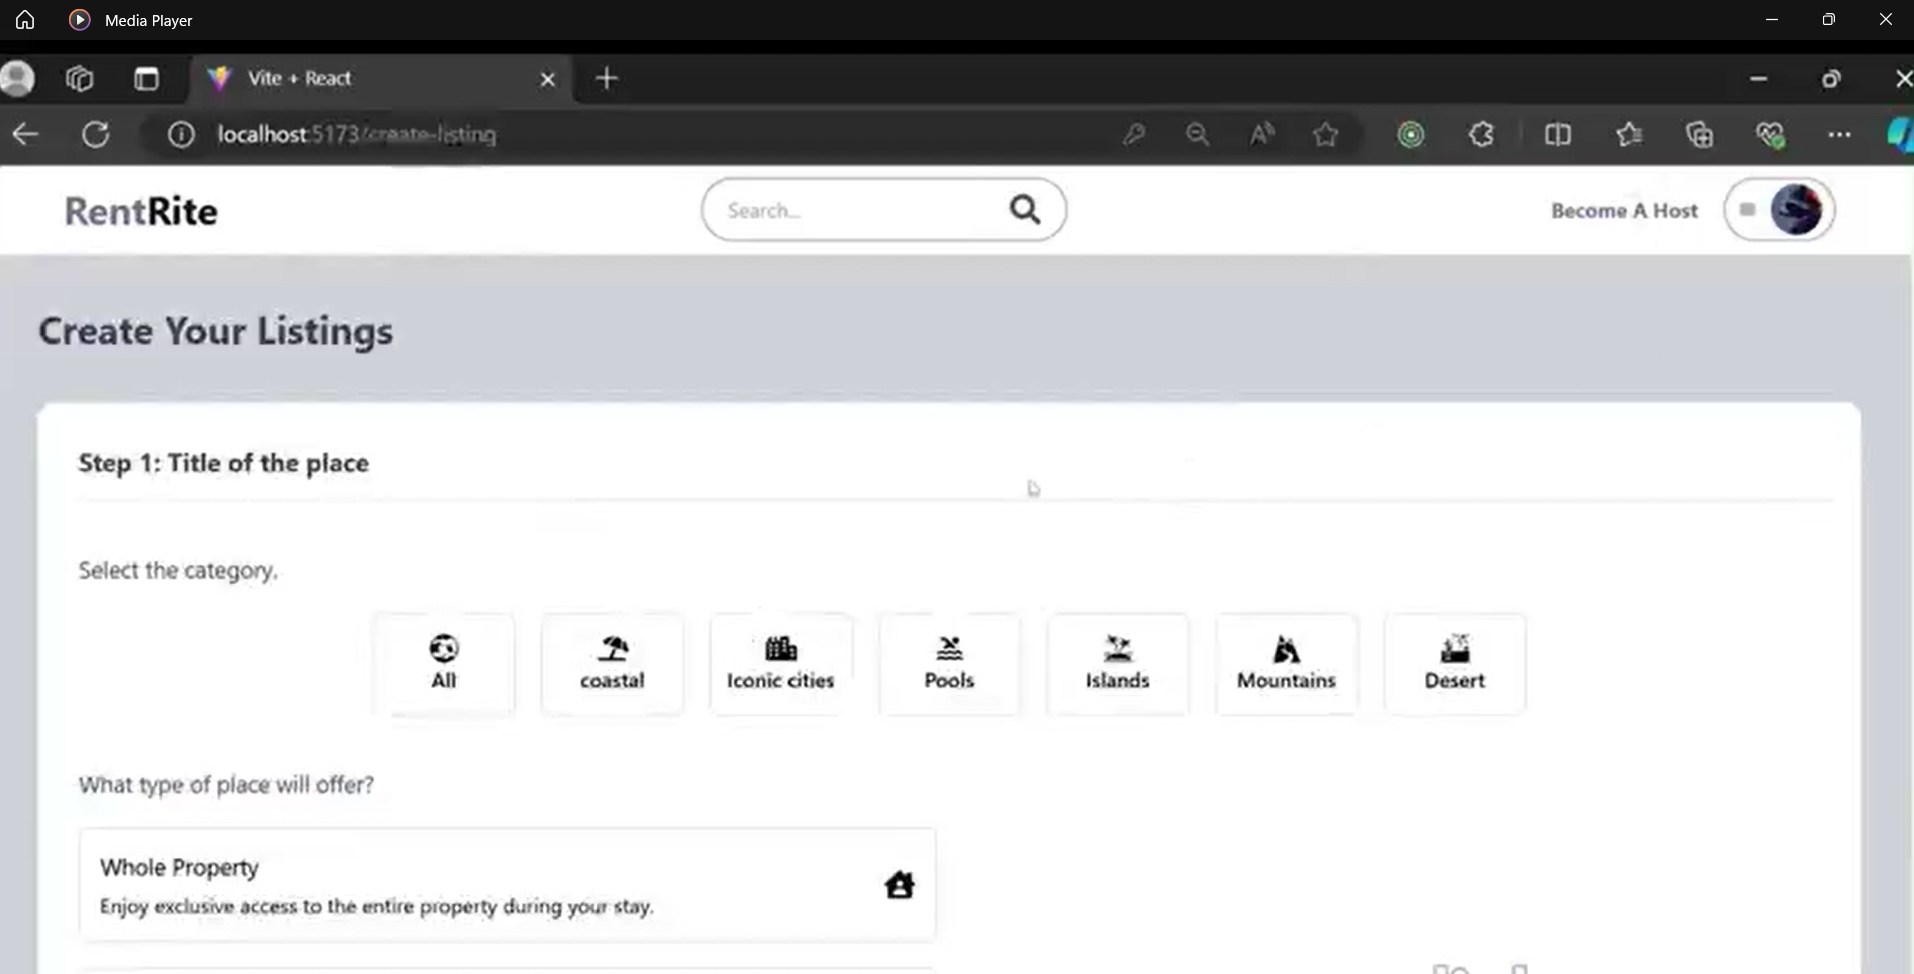 Media Player
Vite + React
localhost:5173/create-listing
RentRite
Search...
Become A Host
Create Your Listings
Step 1: Title of the place
Select the category.
All
coastal
Iconic cities
Pools
Islands
Mountains
Desert
What type of place will offer?
Whole Property
Enjoy exclusive access to the entire property during your stay.